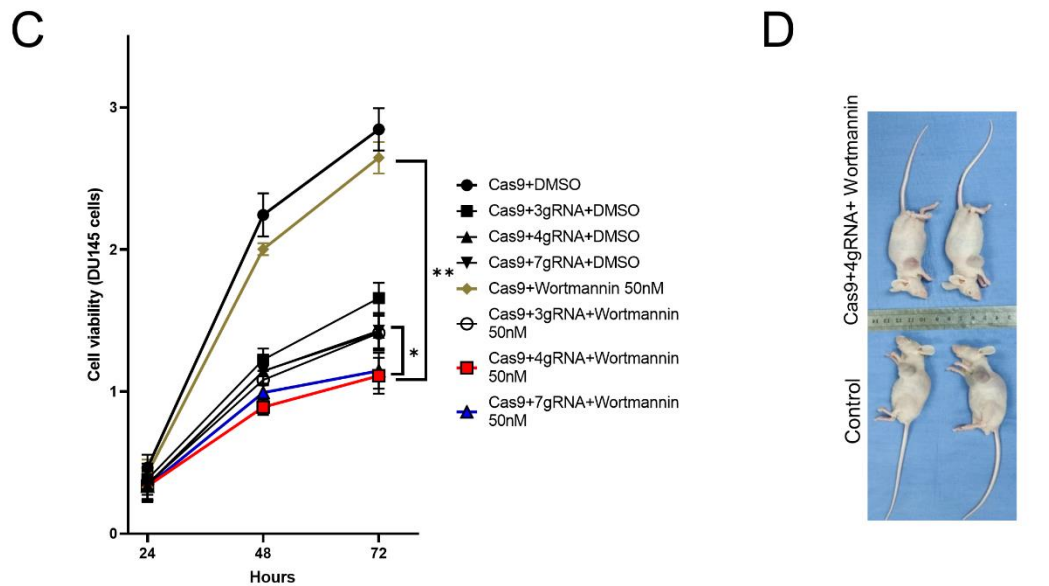 C
D
3
2
1
0
24
48
72
Hours
Cell viability (DU145 cells)
**
*
Cas9+DMSO
Cas9+3gRNA+DMSO
Cas9+4gRNA+DMSO
Cas9+7gRNA+DMSO
Cas9+Wortmannin 50nM
Cas9+3gRNA+Wortmannin
50nM
Cas9+4gRNA+Wortmannin
50nM
Cas9+7gRNA+Wortmannin
50nM
Cas9+4gRNA+ Wortmannin
Control